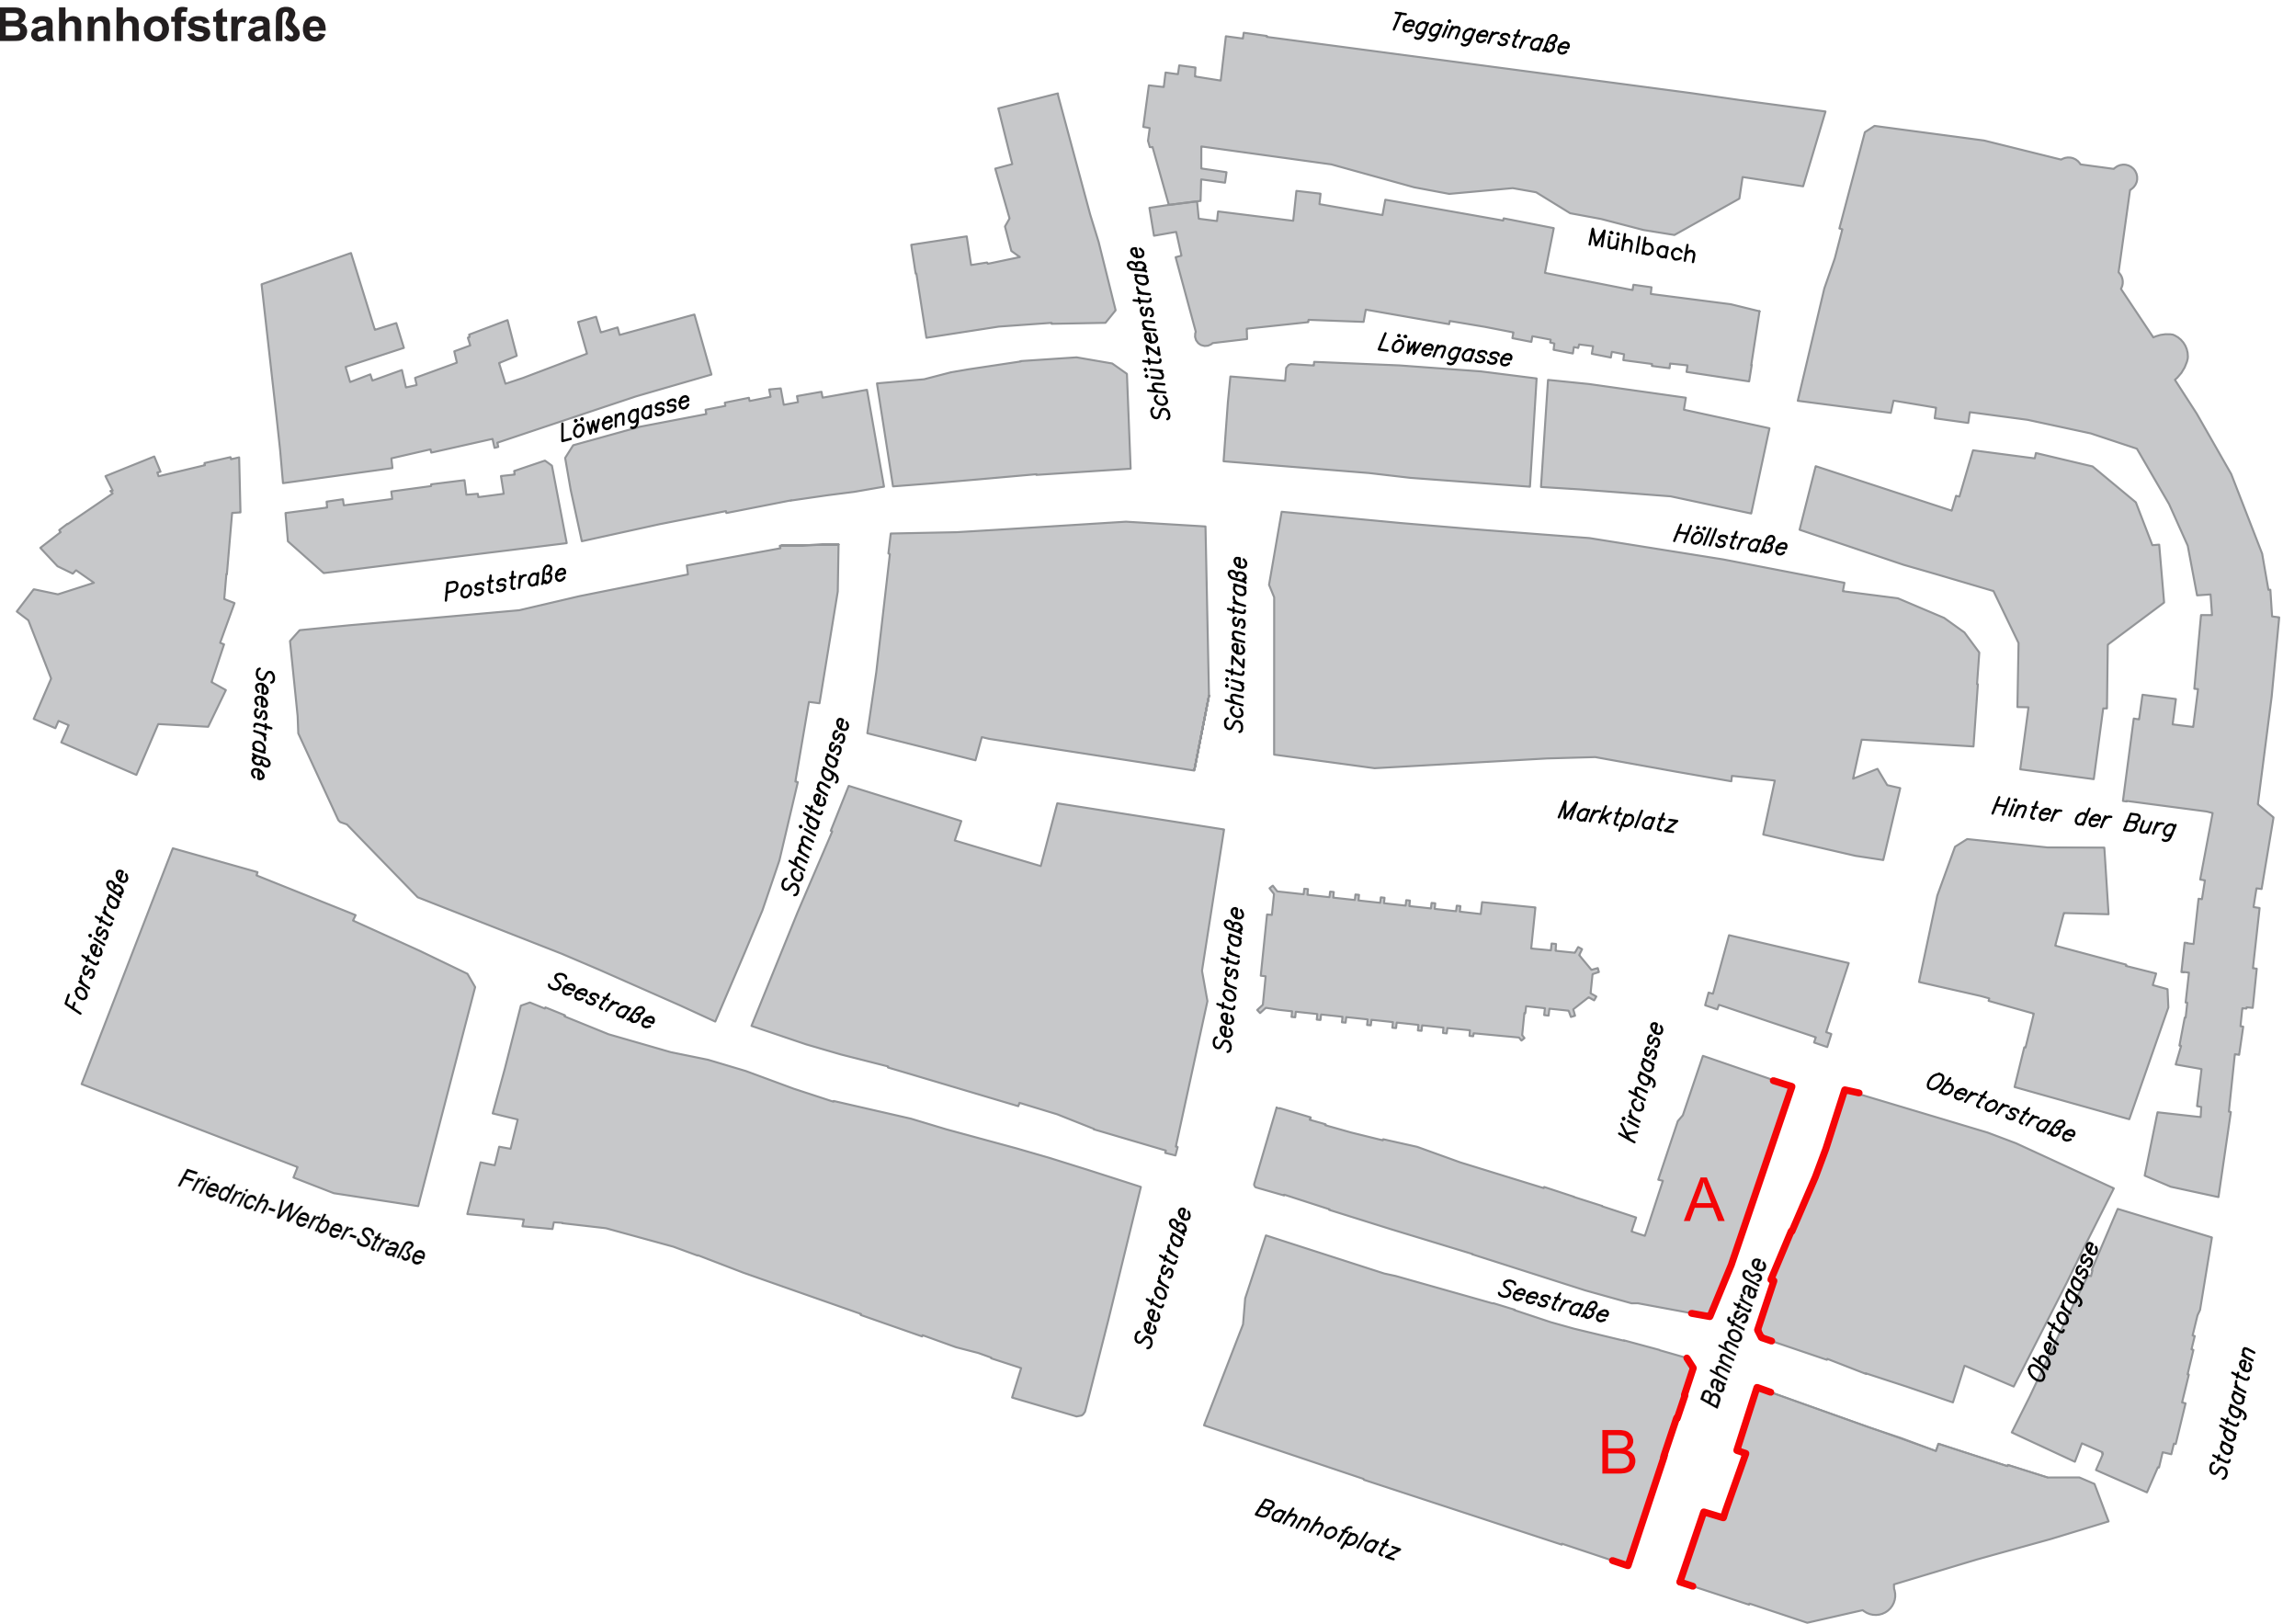 Bahnhofstraße
Teggingerstraße
Mühlbach
Schützenstraße
Löwengasse
Löwengasse
Höllstraße
Poststraße
Schützenstraße
Seestraße
Schmidtengasse
Marktplatz
Hinter der Burg
Forsteistraße
Seestraße
Seetorstraße
Kirchgasse
Obertorstraße
Friedrich-Werber-Straße
A
Seetorstraße
Seestraße
Bahnhofstraße
Obertorgasse
Stadtgarten
B
Bahnhofplatz